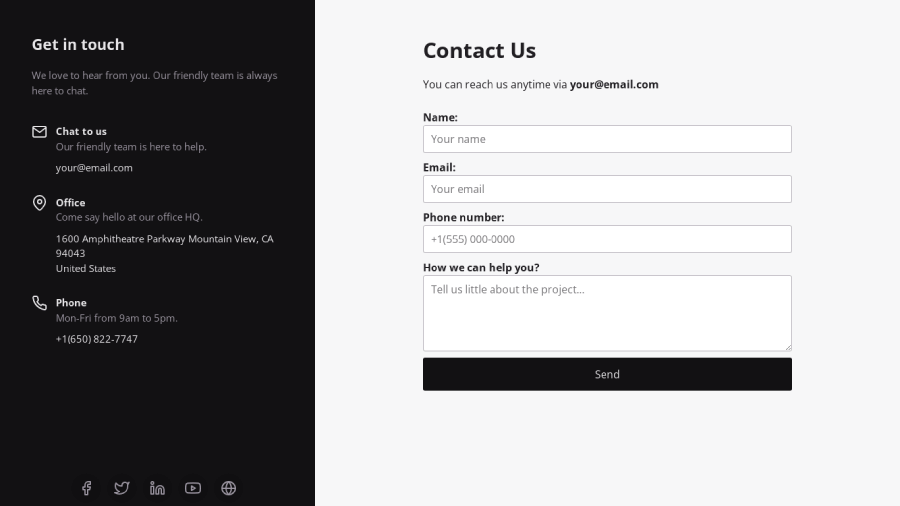 Get in touch
We love to hear from you. Our friendly team is always
here to chat.
Chat to us
Our friendly team is here to help.
your@email.com
Office
Come say hello at our office HQ.
1600 Amphitheatre Parkway Mountain View, CA
94043
United States
Phone
Mon-Fri from 9am to 5pm.
+1(650) 822-7747
Contact Us
You can reach us anytime via your@email.com
Name:
Your name
Email:
Your email
Phone number:
+1(555) 000-0000
How we can help you?
Tell us little about the project...
Send